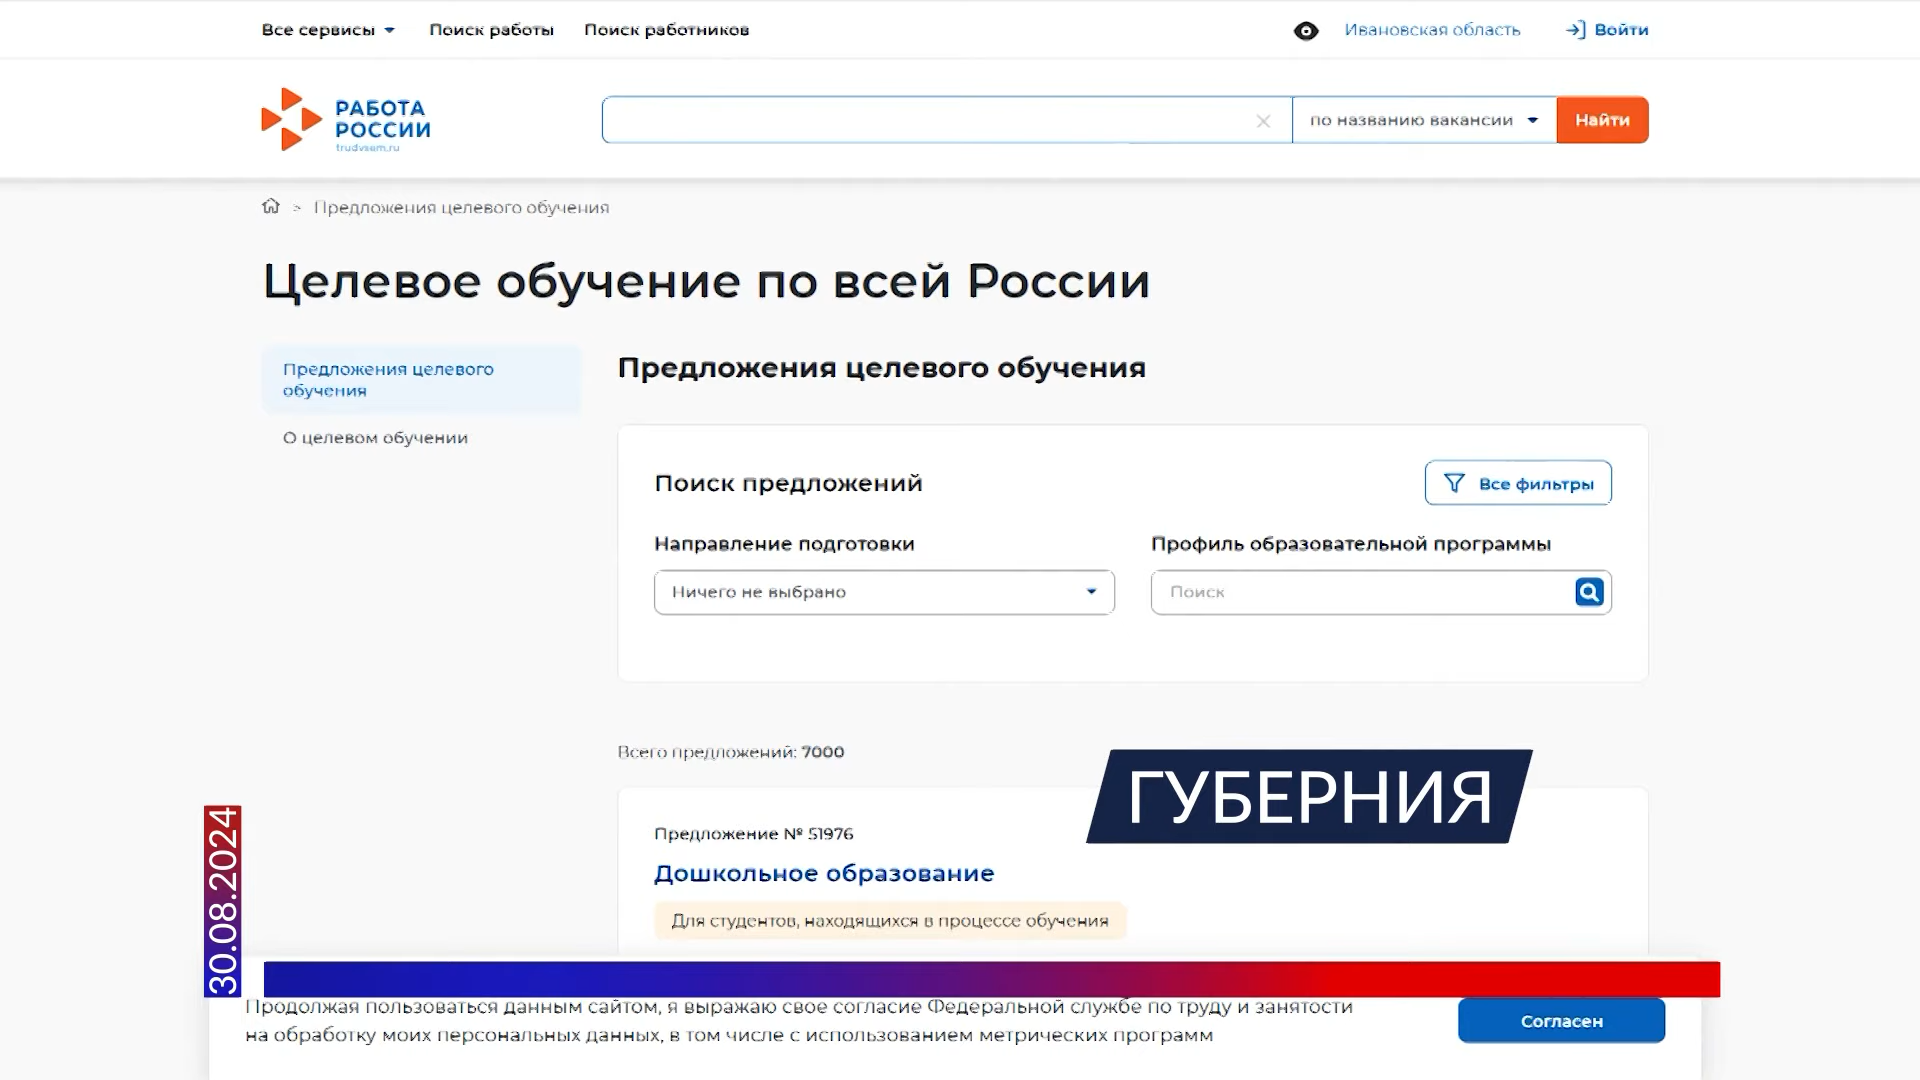 Все сервисы
Поиск работы
Поиск работников
Ивановская область
Войти
РАБОТА
РОССИИ
trudvsem.ru
по названию вакансии
Найти
> Предложения целевого обучения
Целевое обучение по всей России
Предложения целевого
обучения
О целевом обучении
Предложения целевого обучения
Поиск предложений
Все фильтры
Направление подготовки
Профиль образовательной программы
Ничего не выбрано
Поиск
Всего предложений: 7000
ГУБЕРНИЯ
Предложение № 51976
Дошкольное образование
Для студентов, находящихся в процессе обучения
30.08.2024
Продолжая пользоваться данным сайтом, я выражаю свое согласие Федеральной службе по труду и занятости
на обработку моих персональных данных, в том числе с использованием метрических программ
Согласен